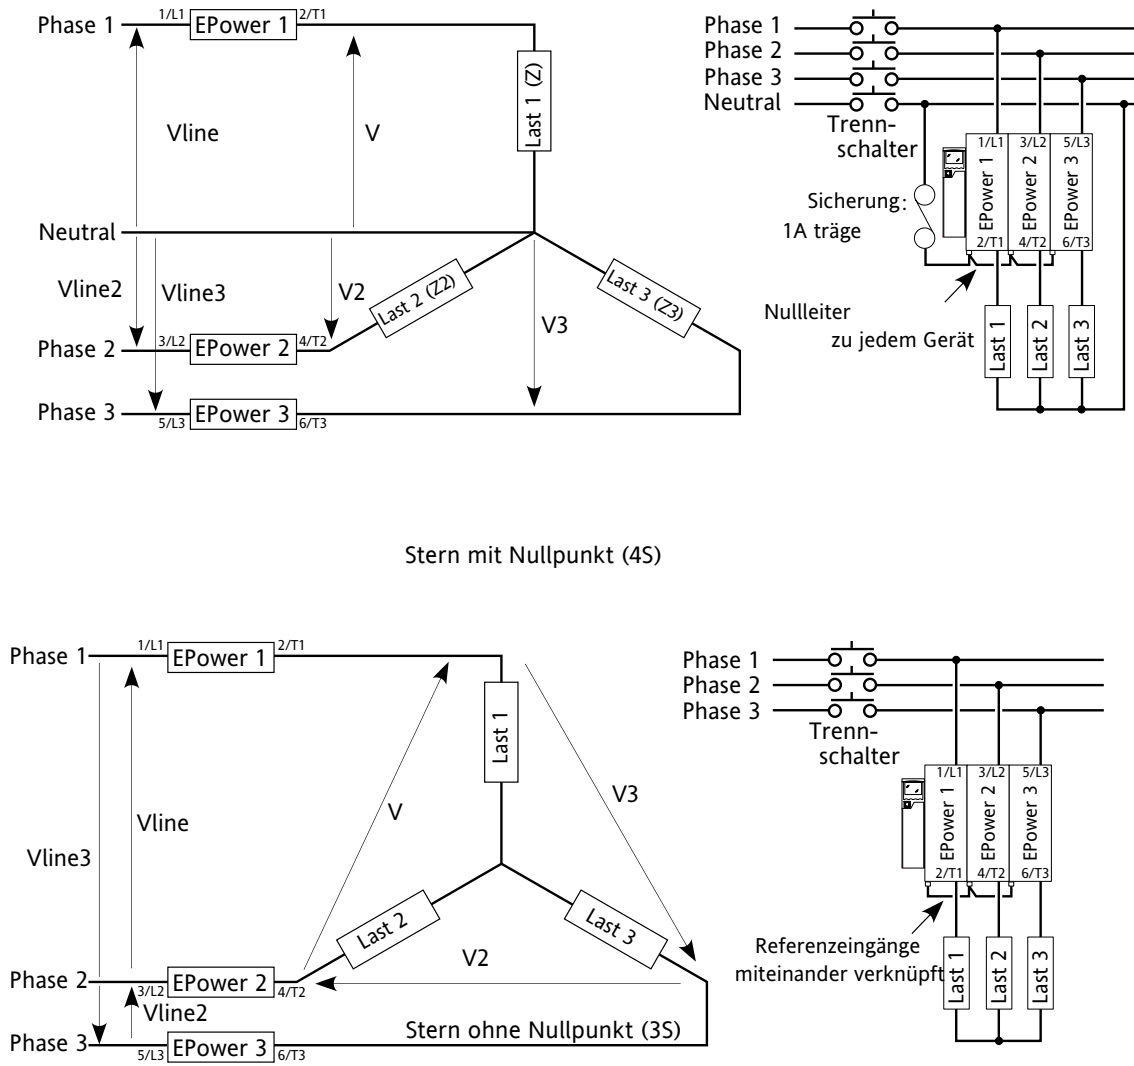 Phase 1
1/L1
EPower 1
2/T1
Last 1 (Z)
Vline
V
Neutral
Vline2
Vline3
V2
Last 2 (Z2)
Last 3 (Z3)
V3
Phase 2
3/L2
EPower 2
4/T2
Phase 3
5/L3
EPower 3
6/T3
Phase 1
Phase 2
Phase 3
Neutral
Trenn-
schalter
1/L1
3/L2
5/L3
EPower 1
EPower 2
EPower 3
Sicherung:
1A träge
2/T1
4/T2
6/T3
Nullleiter
zu jedem Gerät
Last 1
Last 2
Last 3
Stern mit Nullpunkt (4S)
Phase 1
1/L1
EPower 1
2/T1
Last 1
V3
V
Vline
Vline3
Last 2
Last 3
V2
Phase 2
3/L2
EPower 2
4/T2
Vline2
Stern ohne Nullpunkt (3S)
Phase 3
5/L3
EPower 3
6/T3
Phase 1
Phase 2
Phase 3
Trenn-
schalter
1/L1
3/L2
5/L3
EPower 1
EPower 2
EPower 3
2/T1
4/T2
6/T3
Referenzeingänge
miteinander verknüpft
Last 1
Last 2
Last 3